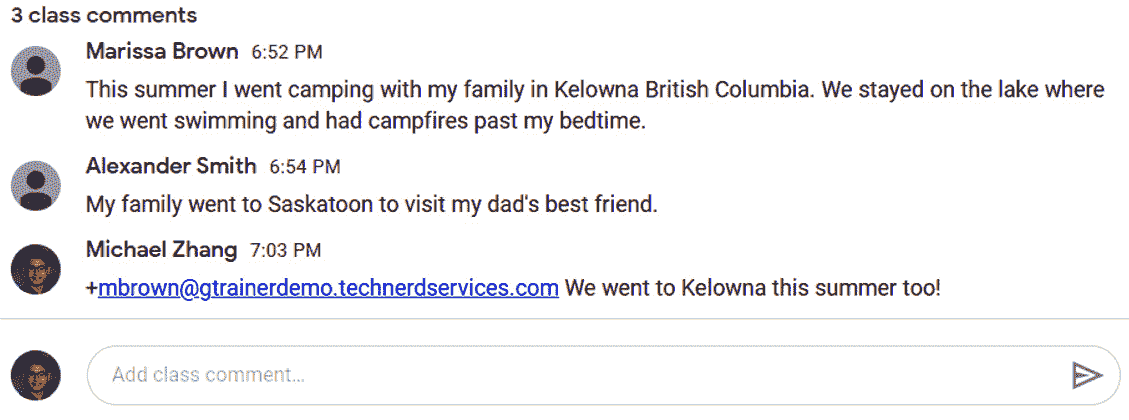 3 class comments
Marissa Brown 6:52 PM
This summer I went camping with my family in Kelowna British Columbia. We stayed on the lake where
we went swimming and had campfires past my bedtime.
Alexander Smith 6:54 PM
My family went to Saskatoon to visit my dad's best friend.
Michael Zhang 7:03 PM
+mbrown@gtrainerdemo.technerdservices.com We went to Kelowna this summer too!
Add class comment...